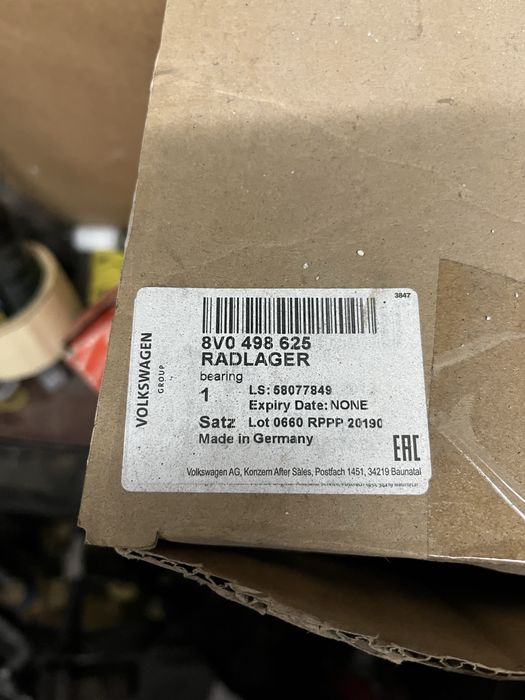 3847
VOLKSWAGEN
GROUP
8V0 498 625
RADLAGER
bearing
1 LS: 58077849
Expiry Date: NONE
Satz Lot 0660 RPPP 20190
Made in Germany
EAC
Volkswagen AG, Konzern After Sales, Postfach 1451, 34219 Baunatal